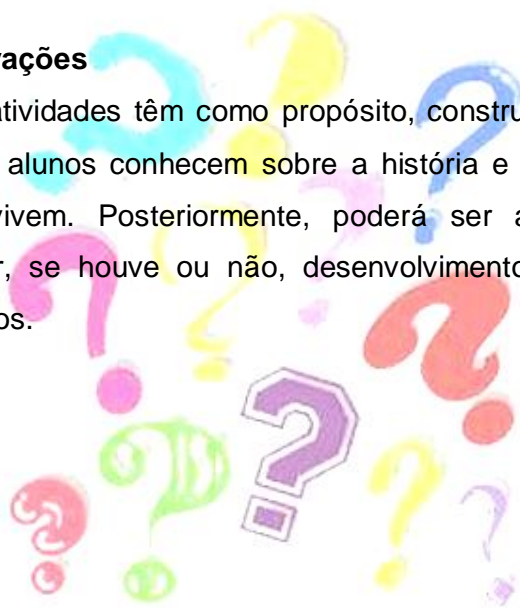 vações
atividades têm como propósito, constru
alunos conhecem sobre a história e
vivem. Posteriormente, poderá ser a
r, se houve ou não, desenvolvimento
os.